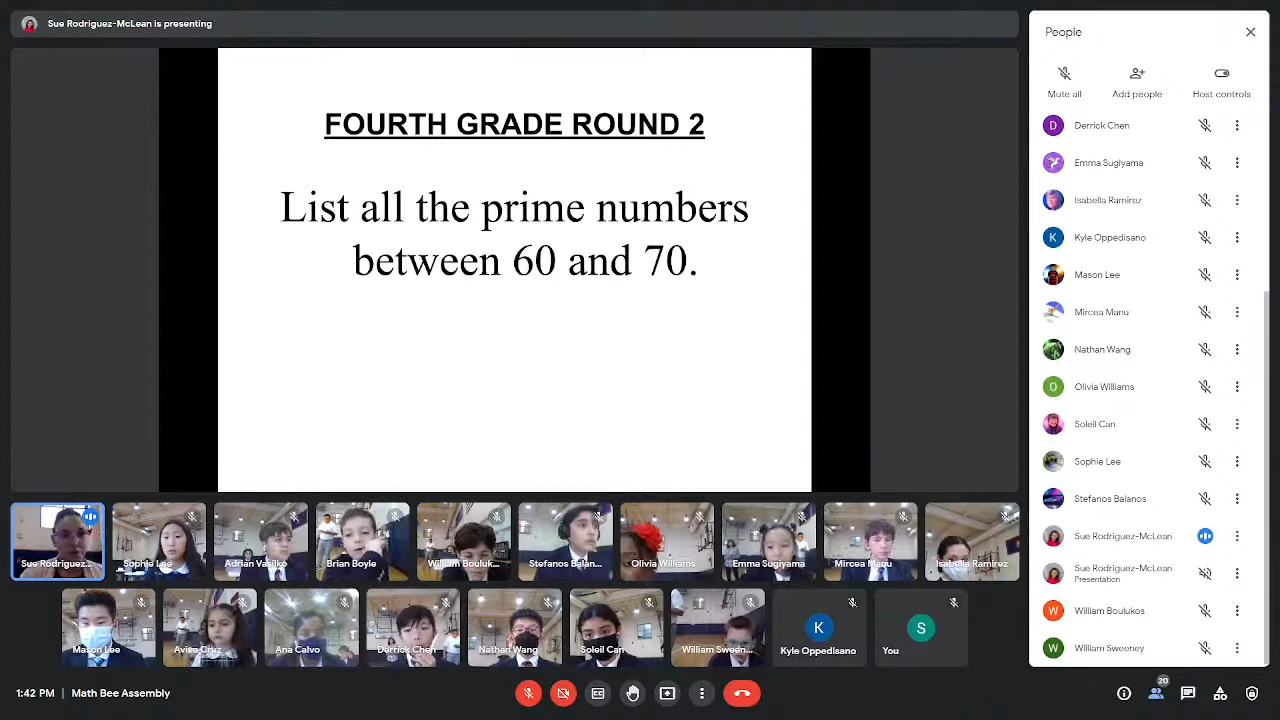 Sue Rodriguez-McLean is presenting
FOURTH GRADE ROUND 2
List all the prime numbers
between 60 and 70.
Sue Rodriguez...
Sophie Lee
Adrian Vasilko
Brian Boyle
William Bouluk...
Stefanos Balan...
Olivia Williams
Emma Sugiyama
Mircea Manu
Isabella Ramirez
Mason Lee
Aviva Cruz
Ana Calvo
Derrick Chen
Nathan Wang
Soleil Can
William Sween...
K
Kyle Oppedisano
S
You
People
Mute all
Add people
Host controls
D Derrick Chen
Emma Sugiyama
Isabella Ramirez
K Kyle Oppedisano
Mason Lee
Mircea Manu
Nathan Wang
O Olivia Williams
Soleil Can
Sophie Lee
Stefanos Balanos
Sue Rodriguez-McLean
Sue Rodriguez-McLean
Presentation
W William Boulukos
W William Sweeney
1:42 PM | Math Bee Assembly
20